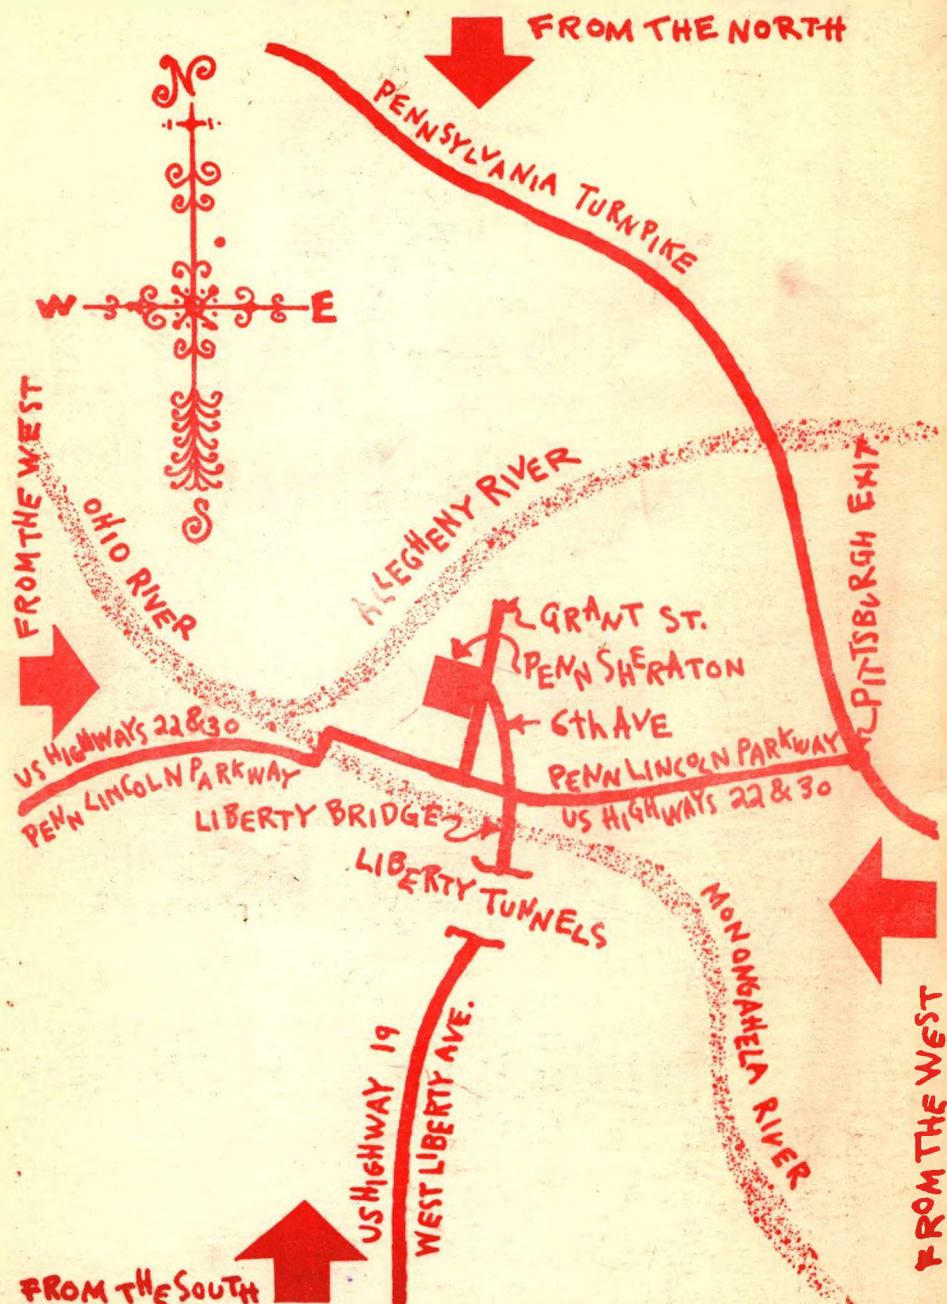 FROM THE NORTH
N
PENNSYLVANIA TURNPIKE
W
E
S
FROM THE WEST
OHIO RIVER
ALLEGHENY RIVER
PITTSBURGH EXIT
GRANT ST.
PENN SHERATON
6th AVE
US HIGHWAYS 22 & 30
PENN LINCOLN PARKWAY
PENN LINCOLN PARKWAY
US HIGHWAYS 22 & 30
LIBERTY BRIDGE
LIBERTY TUNNELS
MONONGAHELA RIVER
US HIGHWAY 19
WEST LIBERTY AVE.
FROM THE WEST
FROM THE SOUTH